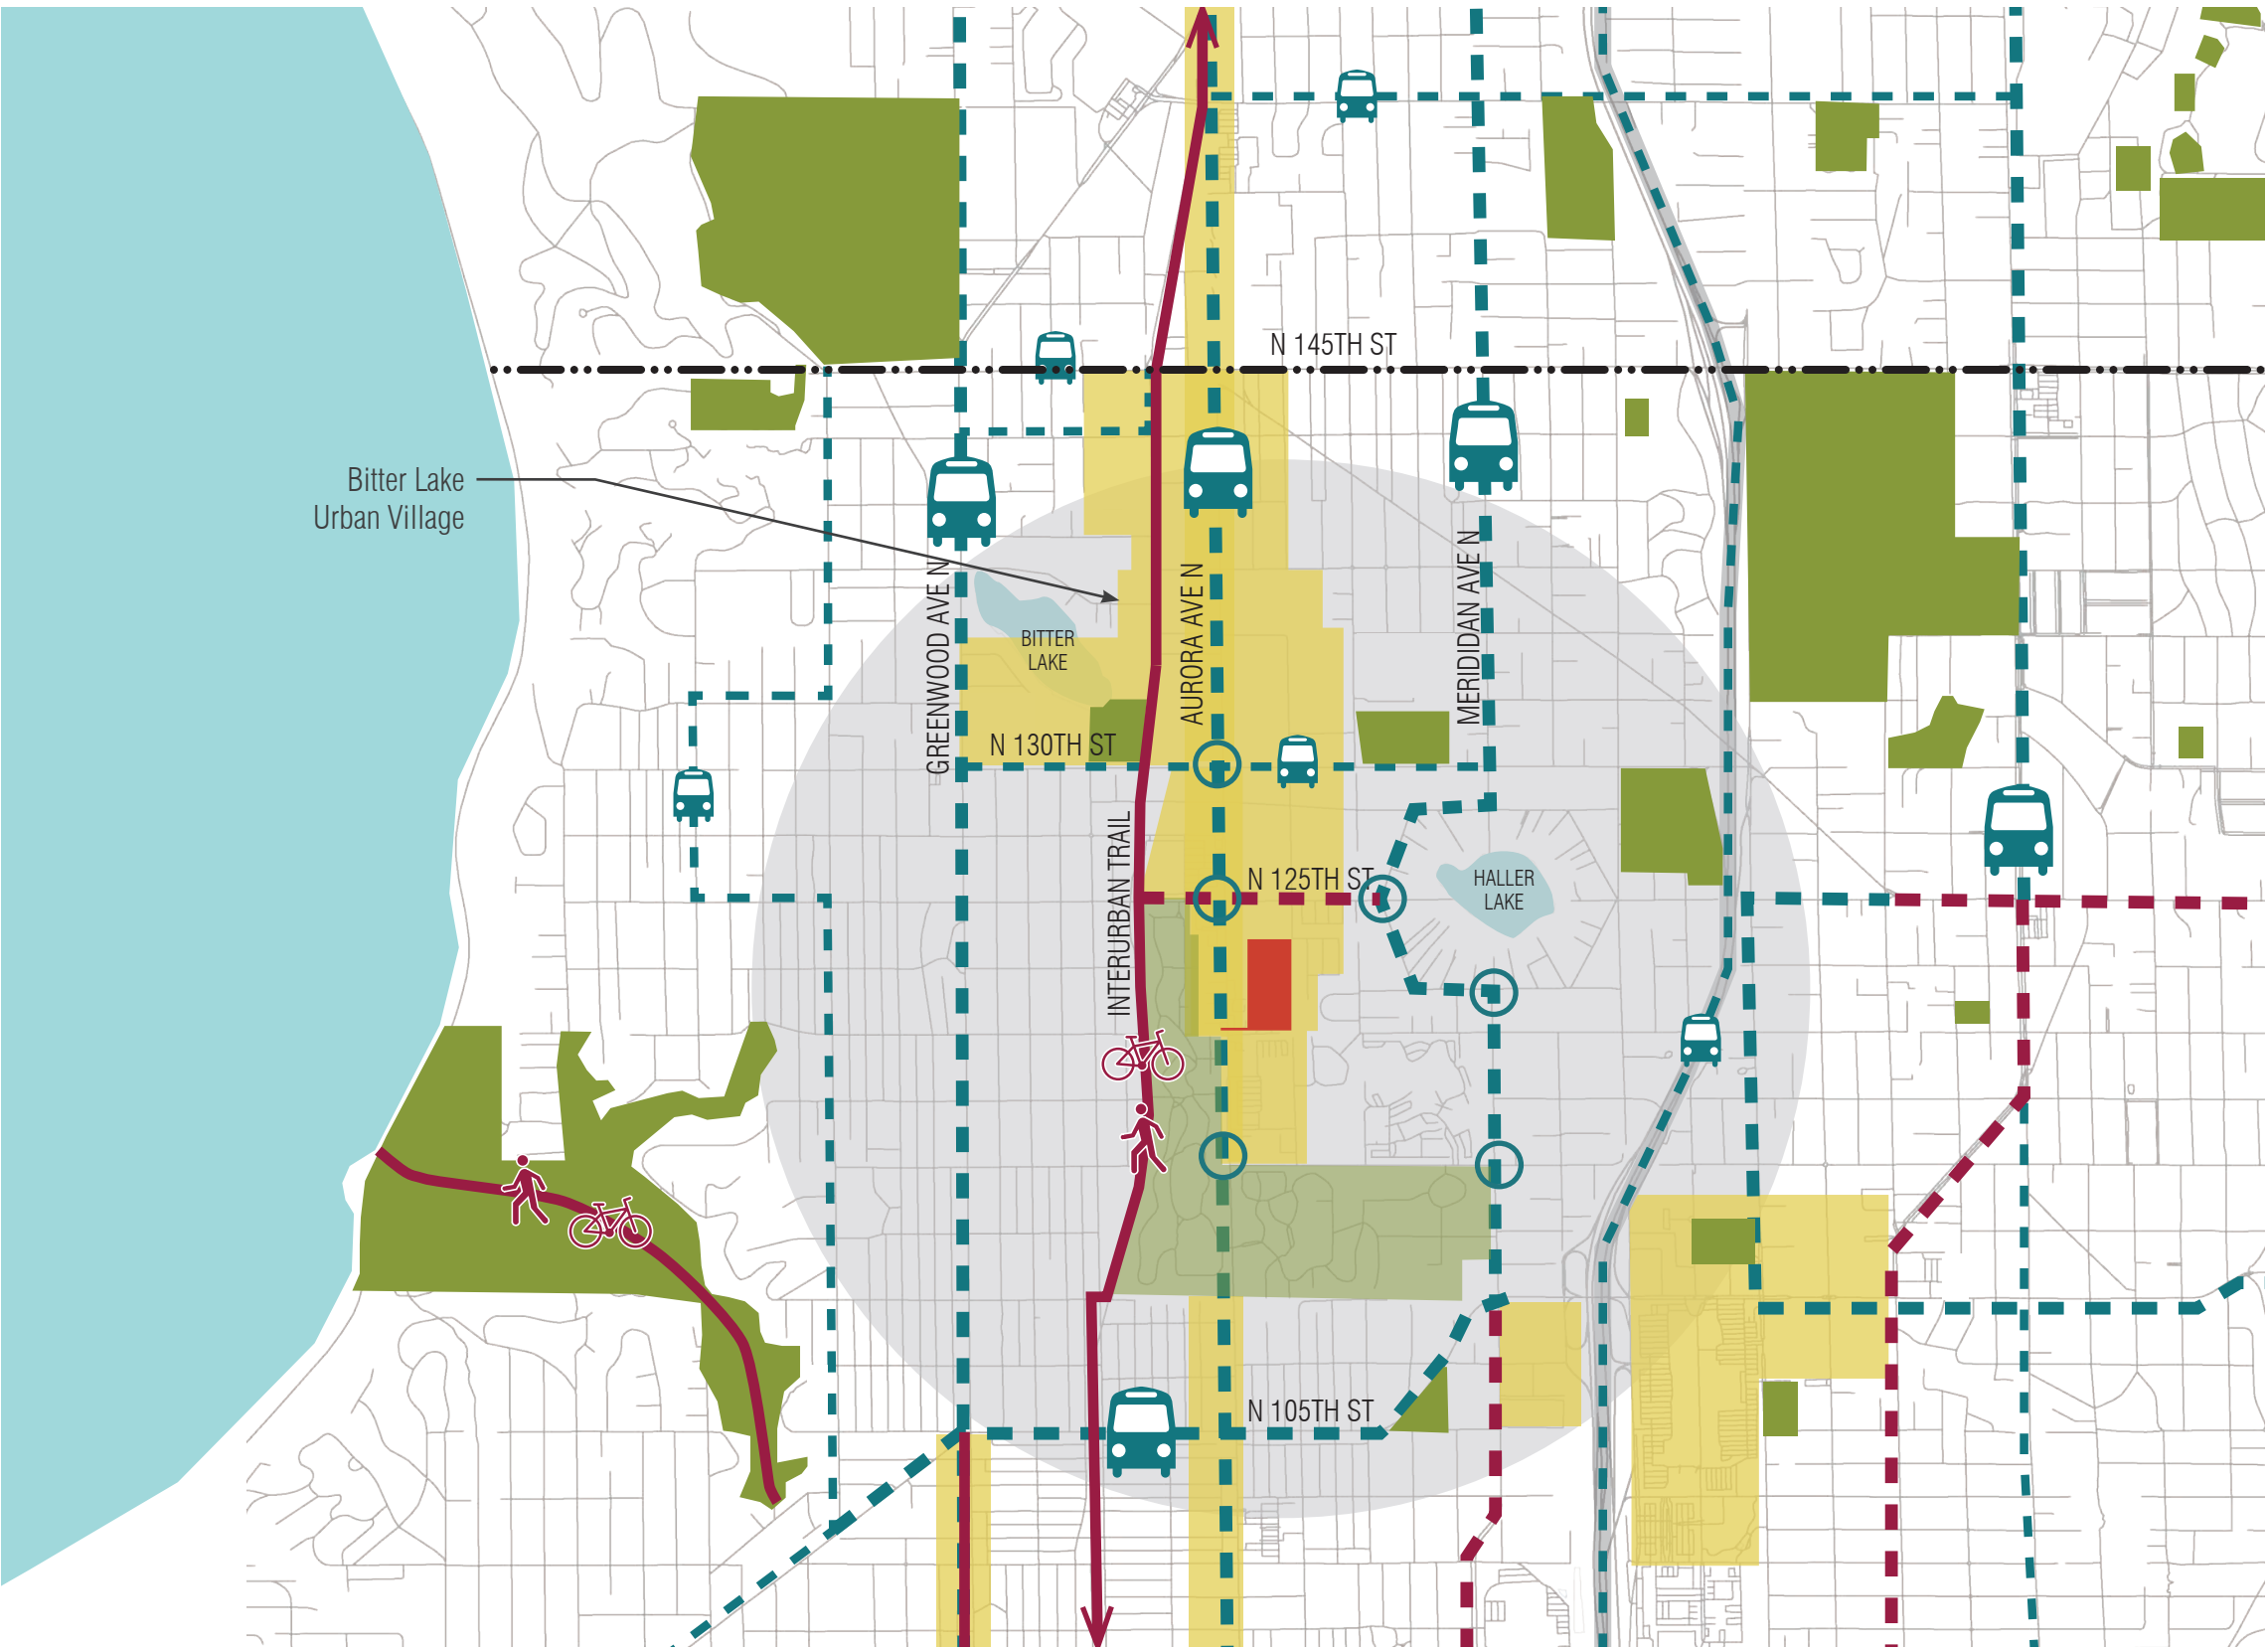 N 145TH ST
Bitter Lake
Urban Village
GREENWOOD AVE N
AURORA AVE N
MERIDIDAN AVE N
BITTER
LAKE
N 130TH ST
INTERURBAN TRAIL
N 125TH ST
HALLER
LAKE
N 105TH ST